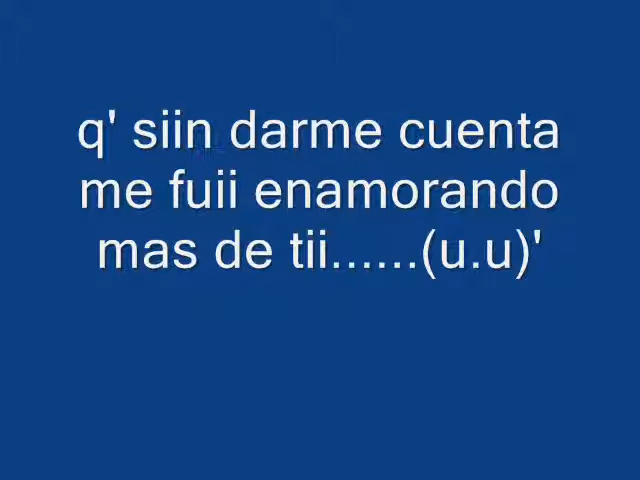 q' siin darme cuenta
me fuii enamorando
mas de tii......(u.u)'